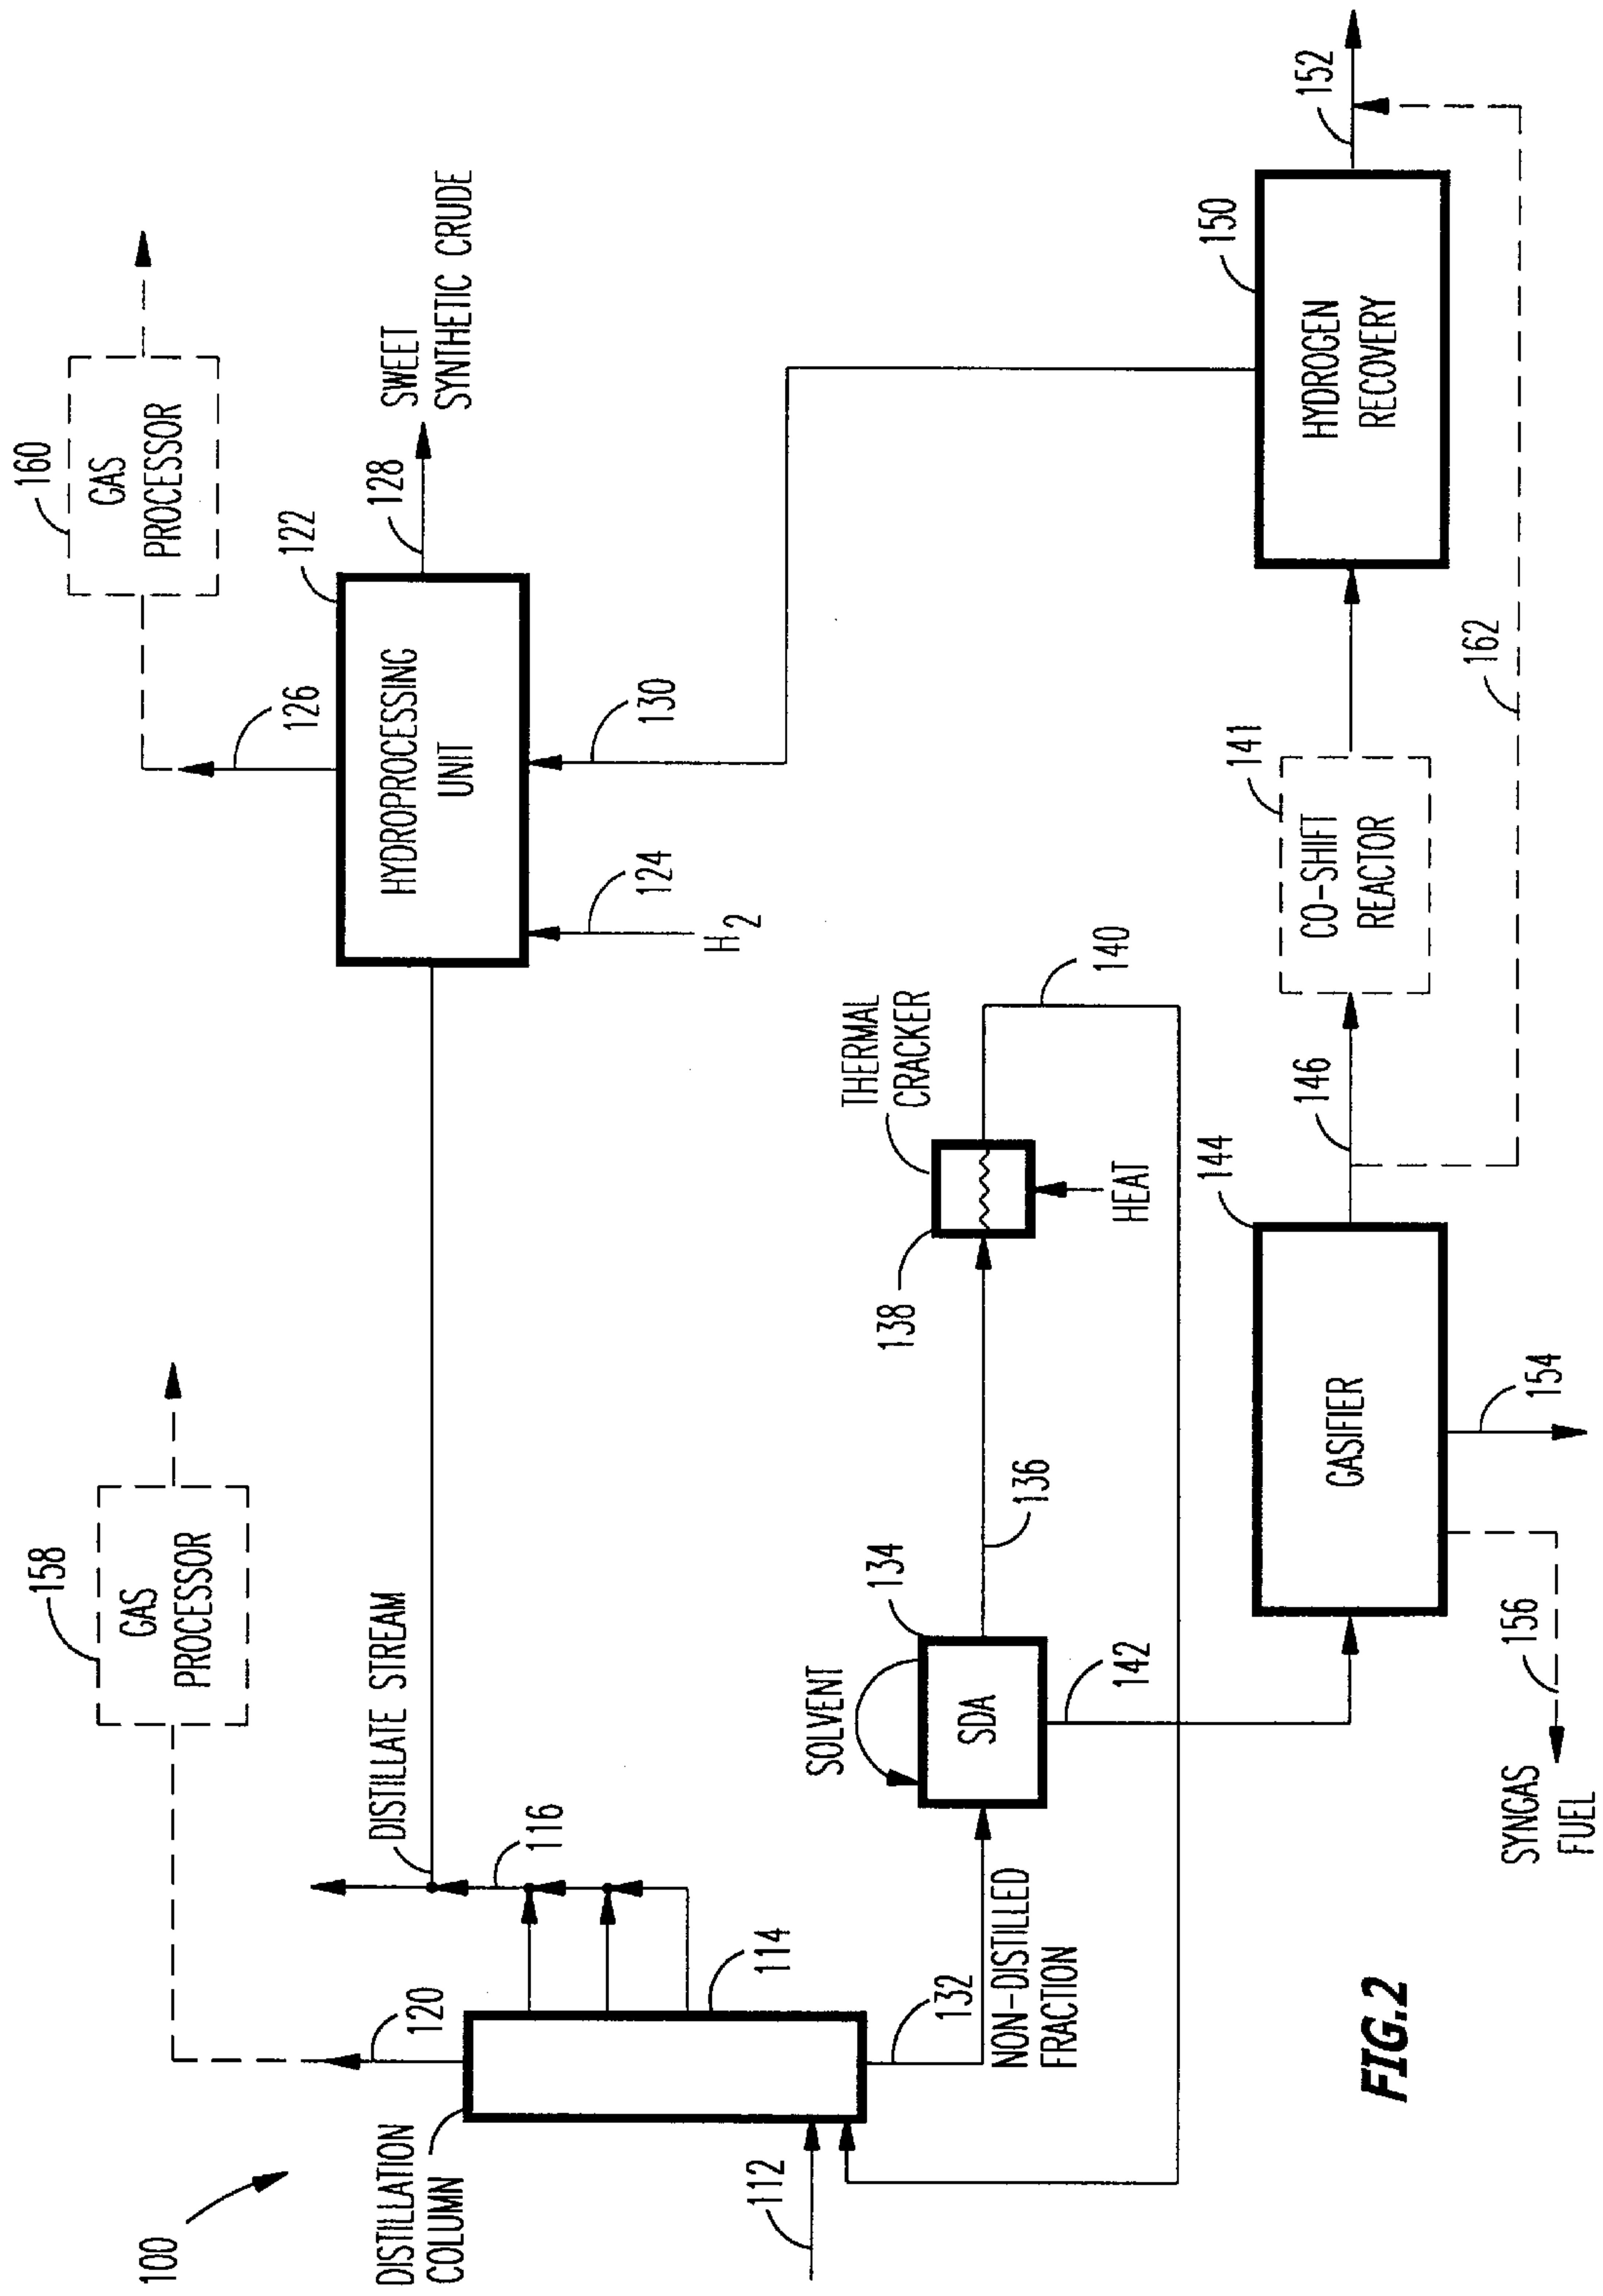 100
DISTILLATION
COLUMN
112
120
114
116
132
NON-DISTILLED
FRACTION
158
GAS
PROCESSOR
DISTILLATE STREAM
SOLVENT
SDA
134
142
136
138
THERMAL
CRACKER
HEAT
140
160
GAS
PROCESSOR
126
122
HYDROPROCESSING
UNIT
128
SWEET
SYNTHETIC CRUDE
124
H2
130
144
GASIFIER
154
156
SYNGAS
FUEL
146
141
CO-SHIFT
REACTOR
162
150
HYDROGEN
RECOVERY
152
FIG.2